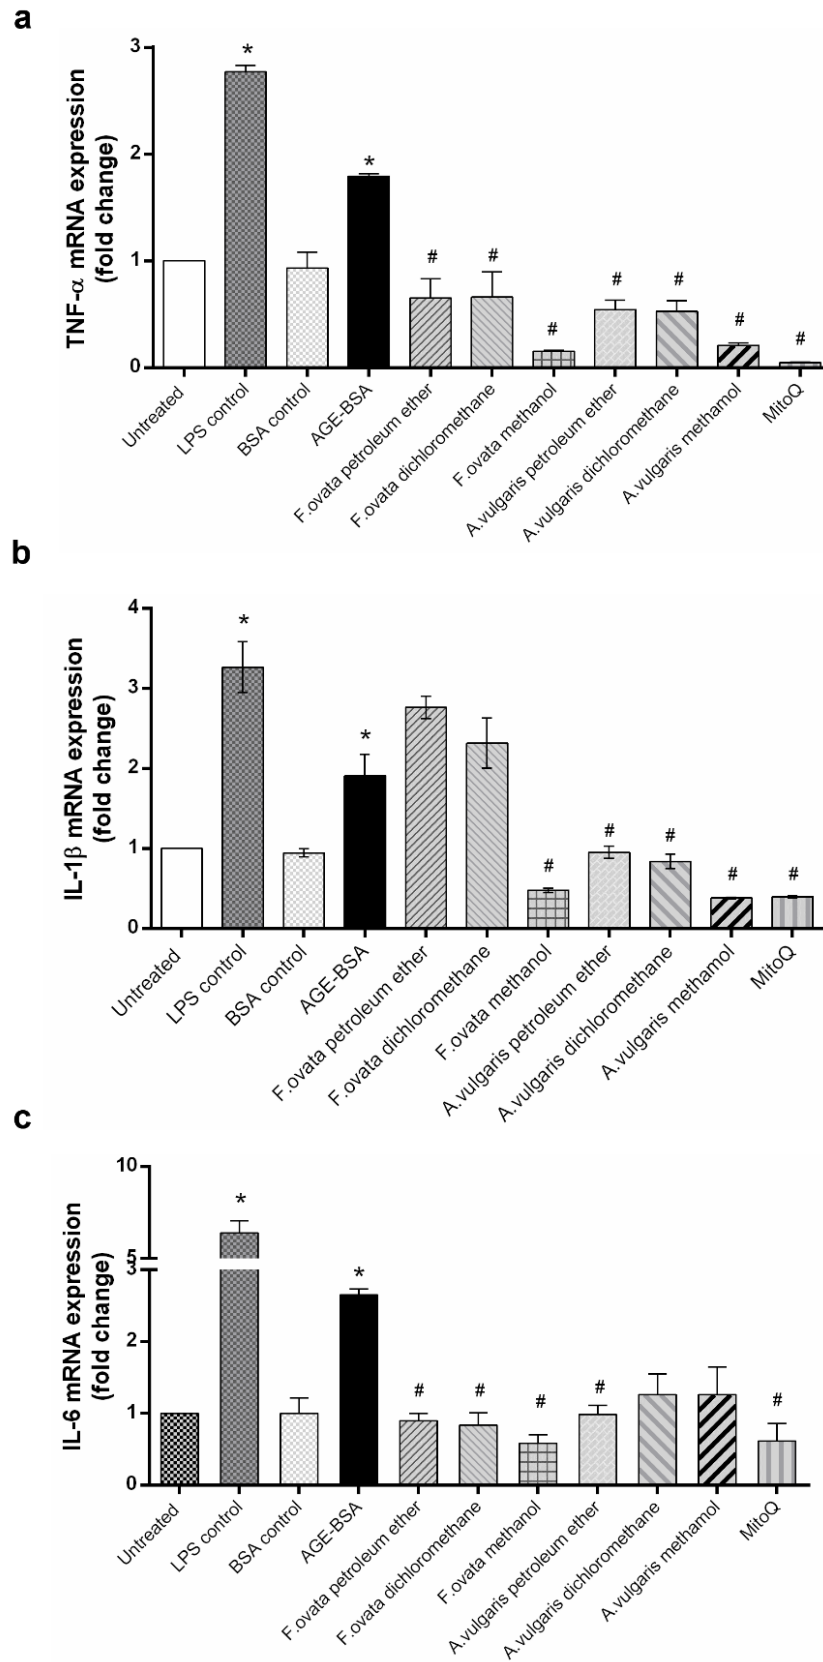 a
TNF-α mRNA expression
(fold change)
3
2
1
0
*
*
#
#
#
#
#
#
#
Untreated
LPS control
BSA control
AGE-BSA
F.ovata petroleum ether
F.ovata dichloromethane
F.ovata methanol
A.vulgaris petroleum ether
A.vulgaris dichloromethane
A.vulgaris methamol
MitoQ
b
IL-1β mRNA expression
(fold change)
4
3
2
1
0
*
*
#
#
#
#
#
Untreated
LPS control
BSA control
AGE-BSA
F.ovata petroleum ether
F.ovata dichloromethane
F.ovata methanol
A.vulgaris petroleum ether
A.vulgaris dichloromethane
A.vulgaris methamol
MitoQ
c
IL-6 mRNA expression
(fold change)
10
5
3
2
1
0
*
*
#
#
#
#
#
Untreated
LPS control
BSA control
AGE-BSA
F.ovata petroleum ether
F.ovata dichloromethane
F.ovata methanol
A.vulgaris petroleum ether
A.vulgaris dichloromethane
A.vulgaris methamol
MitoQ